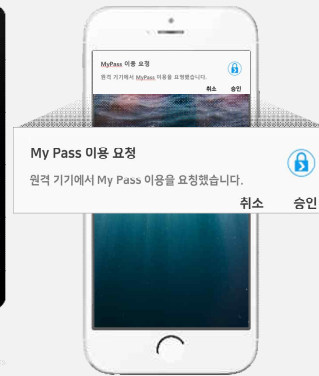 MyPass 이용 요청
원격 기기에서 MyPass 이용을 요청했습니다.
취소 승인
My Pass 이용 요청
원격 기기에서 My Pass 이용을 요청했습니다.
취소 승인